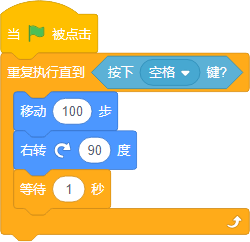 当 被点击
重复执行直到 按下 空格 键?
移动 100 步
右转 90 度
等待 1 秒